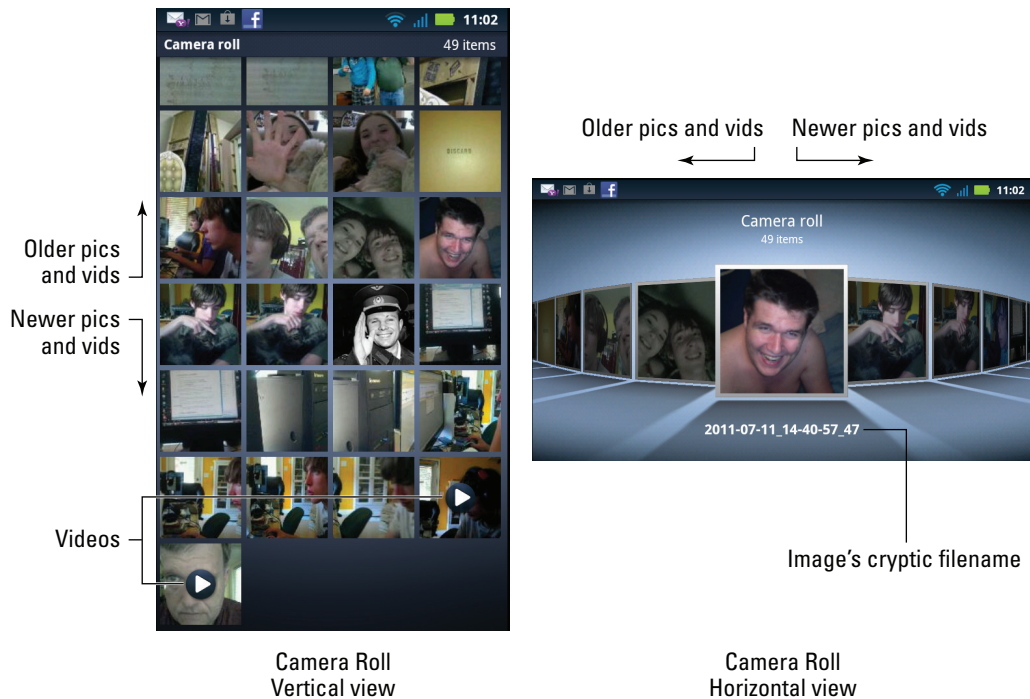 11:02
Camera roll
49 items
DISCARD
Older pics
and vids
Newer pics
and vids
Videos
Camera Roll
Vertical view
Older pics and vids
Newer pics and vids
11:02
Camera roll
49 items
2011-07-11_14-40-57_47
Image's cryptic filename
Camera Roll
Horizontal view